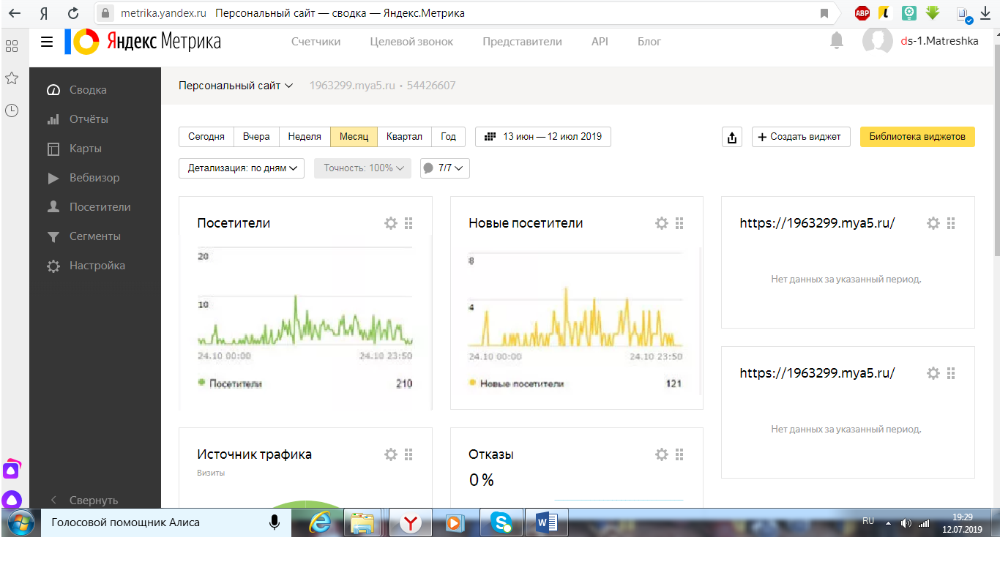 metrika.yandex.ru Персональный сайт — сводка — Яндекс.Метрика
ABP
Яндекс Метрика
Счетчики Целевой звонок Представители API Блог
ds-1.Matreshka
Сводка
Отчёты
Карты
Вебвизор
Посетители
Сегменты
Настройка
Свернуть
Персональный сайт 1963299.mya5.ru • 54426607
Сегодня Вчера Неделя Месяц Квартал Год 13 июн — 12 июл 2019
Создать виджет Библиотека виджетов
Детализация: по дням Точность: 100% 7/7
Посетители
20
10
24.10 00:00 24.10 23:50
Посетители 210
Новые посетители
8
4
24.10 00:00 24.10 23:50
Новые посетители 121
https://1963299.mya5.ru/
Нет данных за указанный период.
https://1963299.mya5.ru/
Нет данных за указанный период.
Источник трафика
Визиты
Отказы
0 %
Голосовой помощник Алиса
RU
19:29
12.07.2019